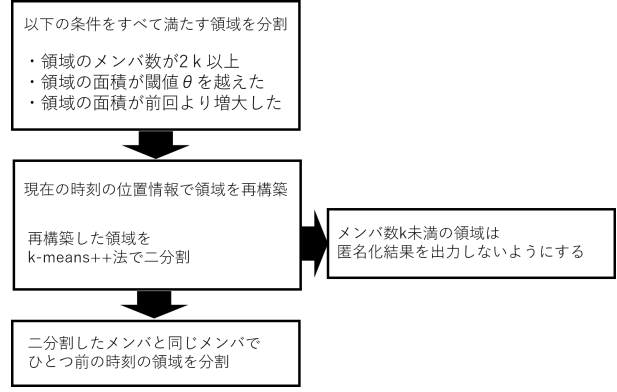 以下の条件をすべて満たす領域を分割
・領域のメンバ数が2 k 以上
・領域の面積が閾値 θ を越えた
・領域の面積が前回より増大した
現在の時刻の位置情報で領域を再構築
再構築した領域を
k-means++法で二分割
メンバ数k未満の領域は
匿名化結果を出力しないようにする
二分割したメンバと同じメンバで
ひとつ前の時刻の領域を分割